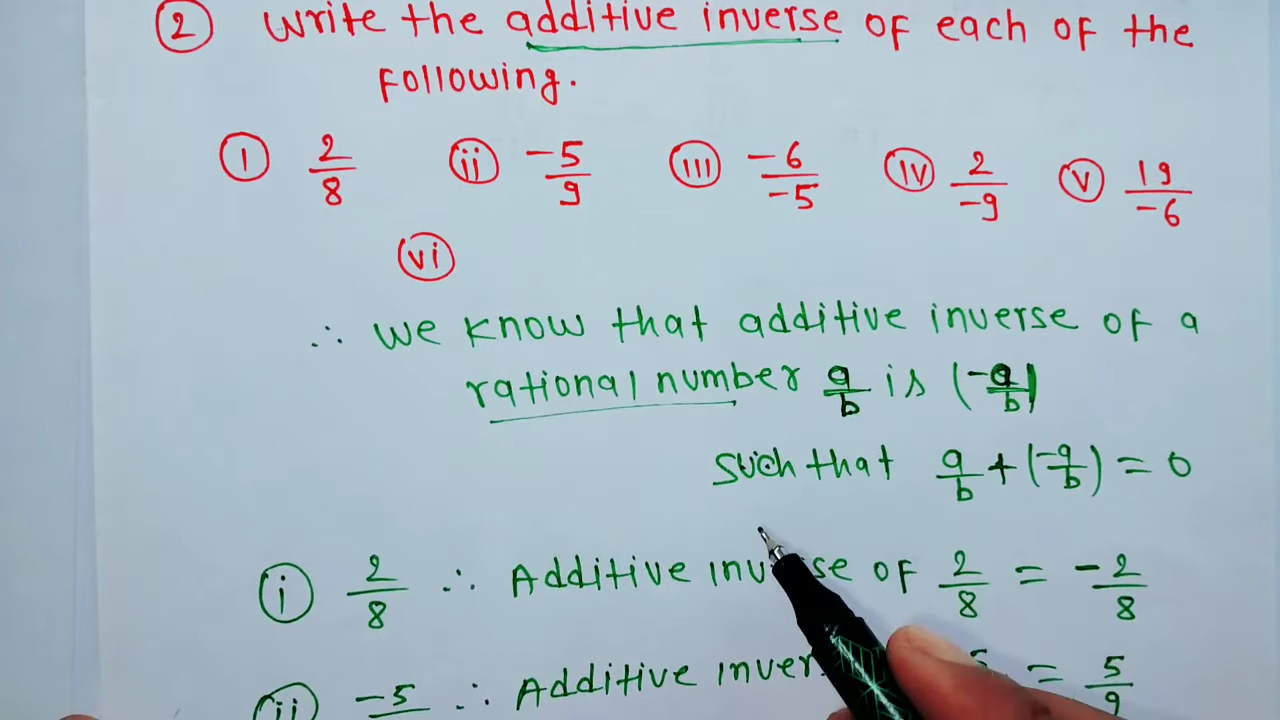 ② Write the additive inverse of each of the
following.
ⓘ 2/8 ⓘⓘ -5/9 ⓘⓘⓘ -6/-5 ⓘⓥ 2/-9 ⓥ 19/-6
ⓥⓘ
∴ We know that additive inverse of a
rational number a/b is (-a/b)
such that a/b + (-a/b) = 0
ⓘ 2/8 ∴ Additive inverse of 2/8 = -2/8
ⓘⓘ -5 ∴ Additive = 5/9